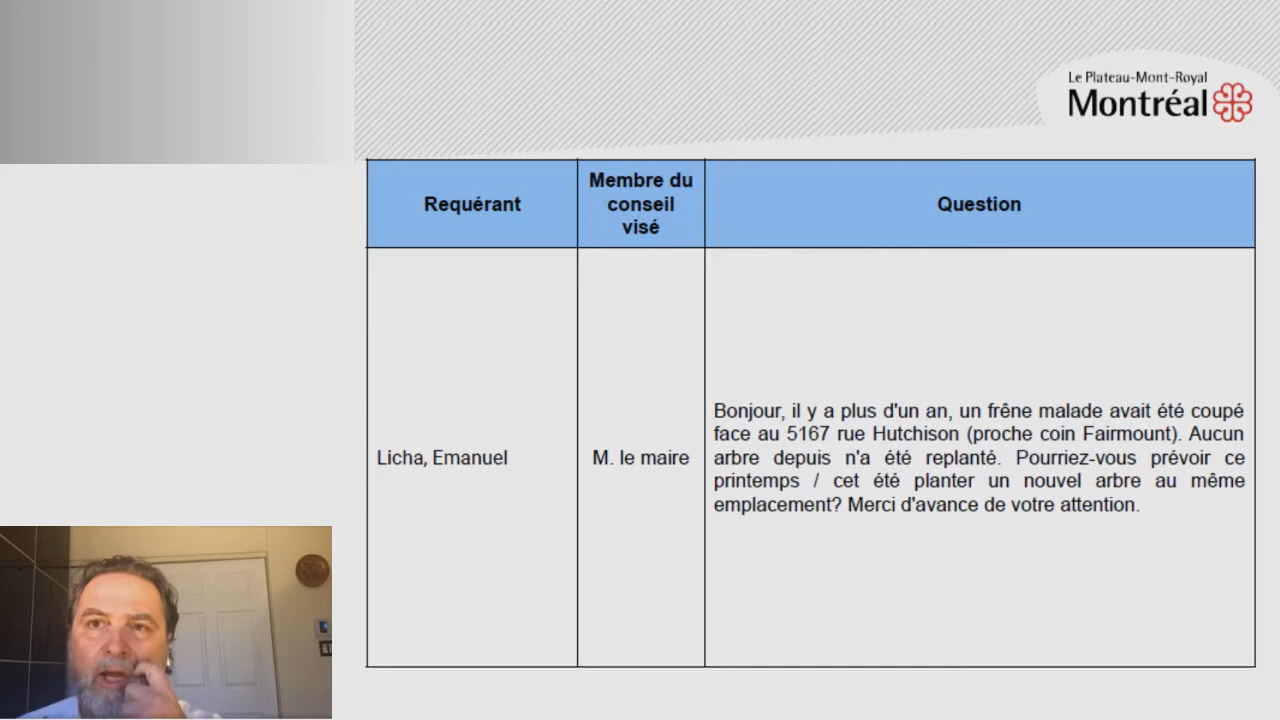 Le Plateau-Mont-Royal
Montréal
Requérant
Membre du
conseil
visé
Question
Licha, Emanuel
M. le maire
Bonjour, il y a plus d'un an, un frêne malade avait été coupé
face au 5167 rue Hutchison (proche coin Fairmount). Aucun
arbre depuis n'a été replanté. Pourriez-vous prévoir ce
printemps / cet été planter un nouvel arbre au même
emplacement? Merci d'avance de votre attention.